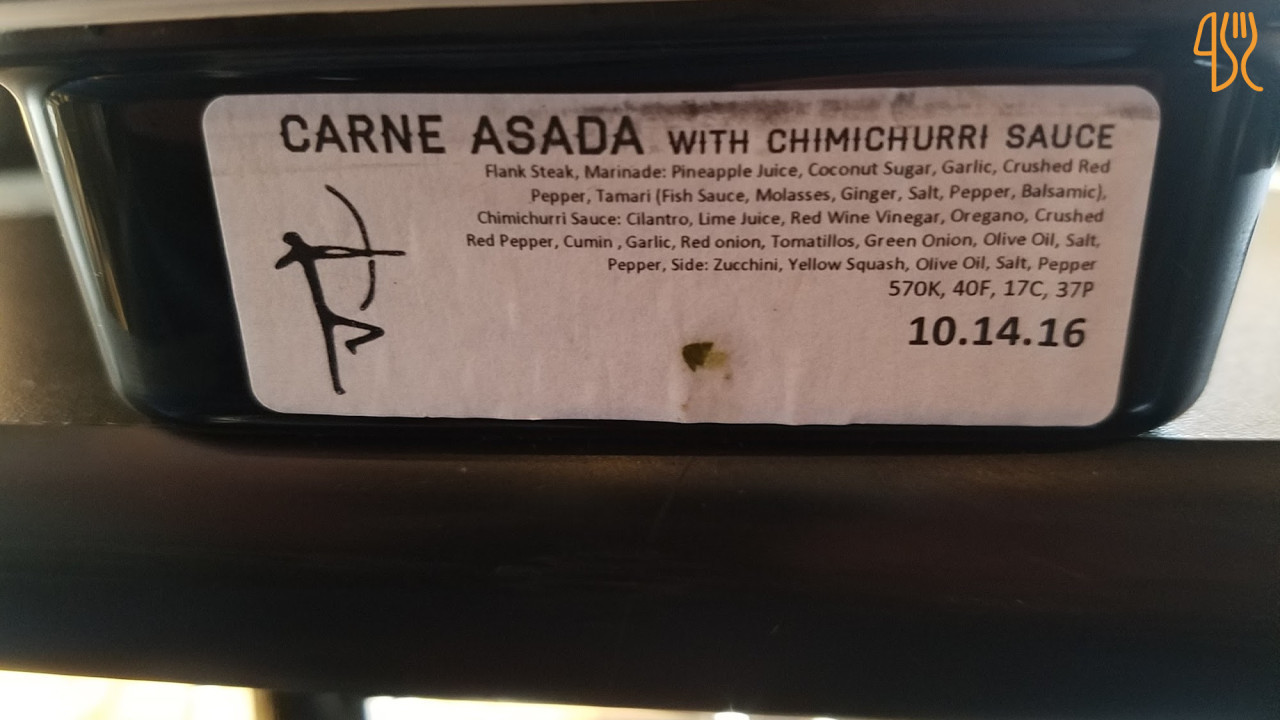 CARNE ASADA WITH CHIMICHURRI SAUCE
Flank Steak, Marinade: Pineapple Juice, Coconut Sugar, Garlic, Crushed Red
Pepper, Tamari (Fish Sauce, Molasses, Ginger, Salt, Pepper, Balsamic),
Chimichurri Sauce: Cilantro, Lime Juice, Red Wine Vinegar, Oregano, Crushed
Red Pepper, Cumin , Garlic, Red onion, Tomatillos, Green Onion, Olive Oil, Salt,
Pepper, Side: Zucchini, Yellow Squash, Olive Oil, Salt, Pepper
570K, 40F, 17C, 37P
10.14.16